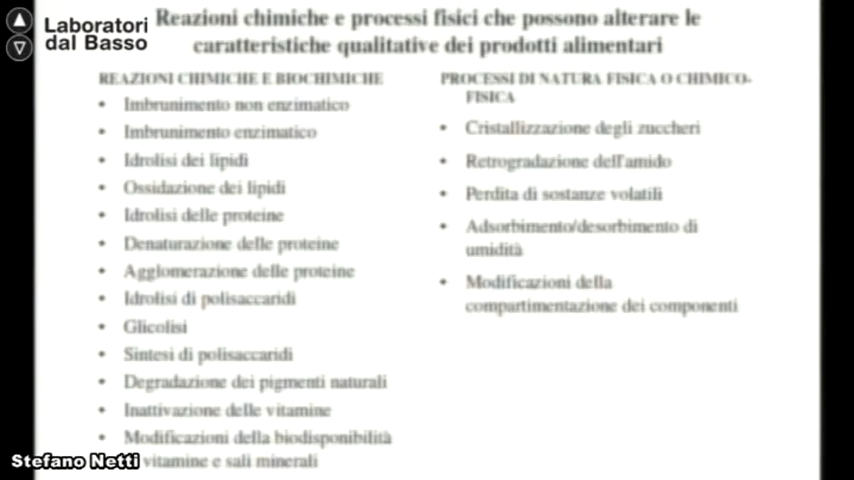 Laboratori
dal Basso
Reazioni chimiche e processi fisici che possono alterare le
caratteristiche qualitative dei prodotti alimentari
REAZIONI CHIMICHE E BIOCHIMICHE
• Imbrunimento non enzimatico
• Imbrunimento enzimatico
• Idrolisi dei lipidi
• Ossidazione dei lipidi
• Idrolisi delle proteine
• Denaturazione delle proteine
• Agglomerazione delle proteine
• Idrolisi di polisaccaridi
• Glicolisi
• Sintesi di polisaccaridi
• Degradazione dei pigmenti naturali
• Inattivazione delle vitamine
• Modificazioni della biodisponibilità
vitamine e sali minerali
PROCESSI DI NATURA FISICA O CHIMICO-
FISICA
• Cristallizzazione degli zuccheri
• Retrogradazione dell'amido
• Perdita di sostanze volatili
• Adsorbimento/desorbimento di
umidità
• Modificazioni della
compartimentazione dei componenti
Stefano Netti